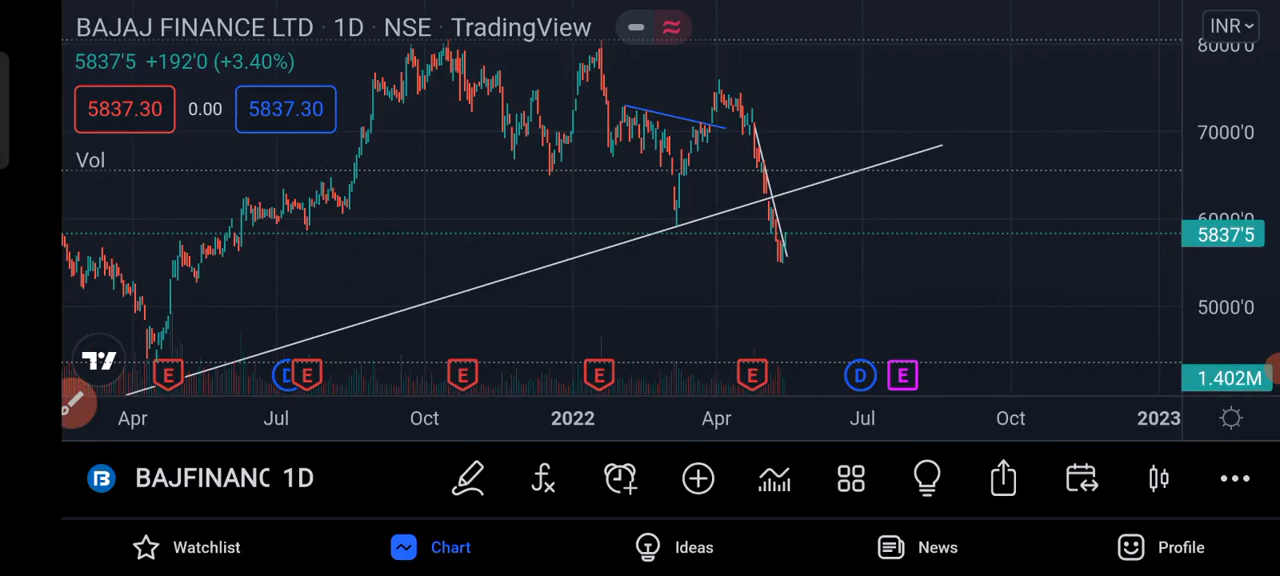 BAJAJ FINANCE LTD · 1D · NSE TradingView
INR
8000'0
5837'5 +192'0 (+3.40%)
5837.30 0.00 5837.30
7000'0
Vol
6000'0
5837'5
5000'0
E D E E E E D E
1.402M
Apr Jul Oct 2022 Apr Jul Oct 2023
BAJFINANC 1D
Watchlist Chart Ideas News Profile